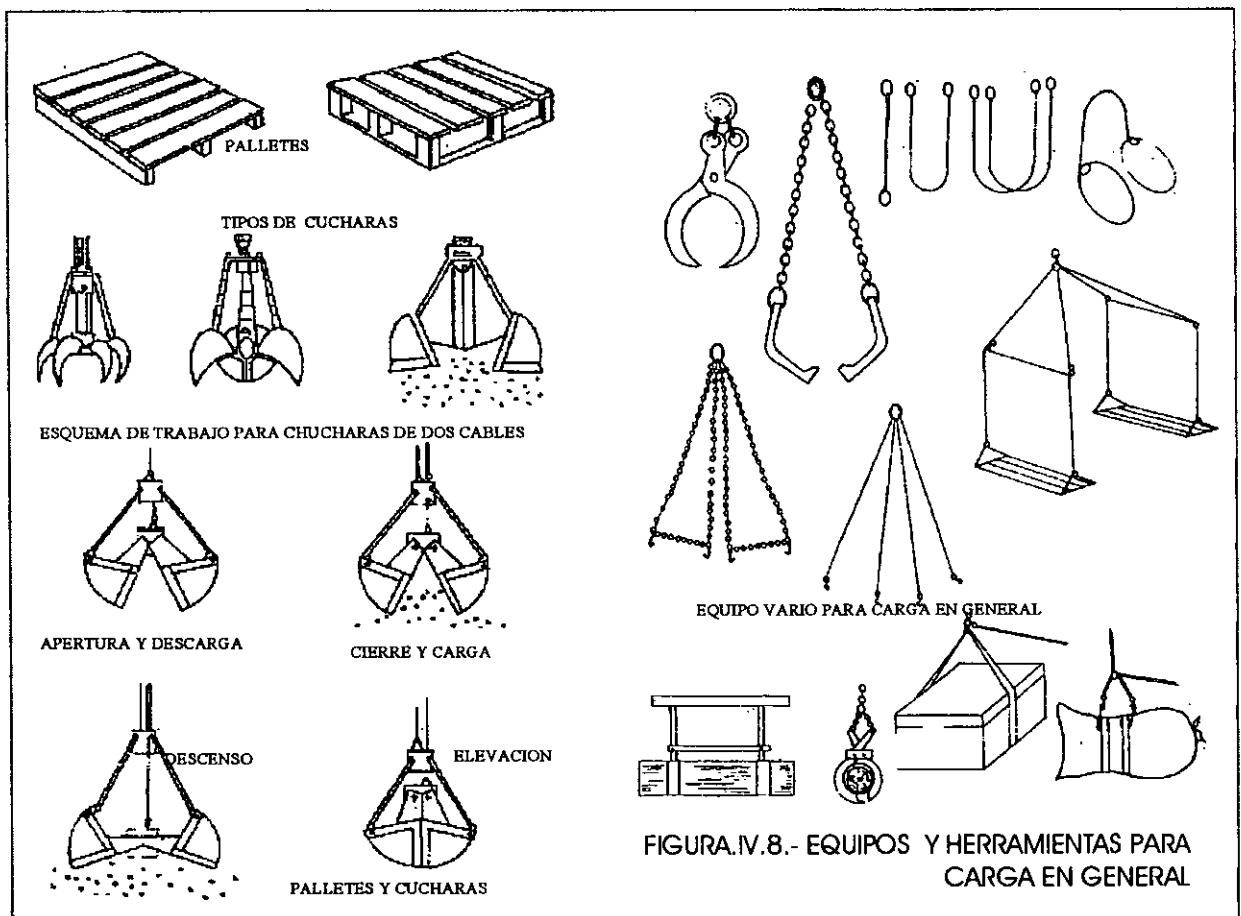 PALLETES
TIPOS DE CUCHARAS
ESQUEMA DE TRABAJO PARA CHUCHARAS DE DOS CABLES
APERTURA Y DESCARGA
CIERRE Y CARGA
DESCENSO
ELEVACION
PALLETES Y CUCHARAS
EQUIPO VARIO PARA CARGA EN GENERAL
FIGURA.IV.8.- EQUIPOS Y HERRAMIENTAS PARA
CARGA EN GENERAL